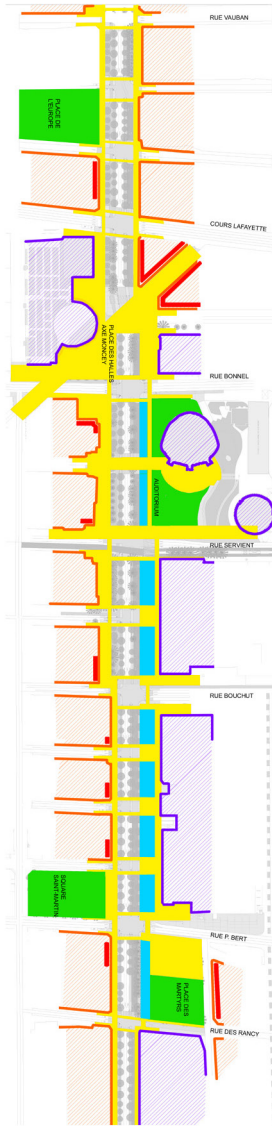 RUE VAUBAN
PLACE DE
L'EUROPE
COURS LAFAYETTE
PLACE DES HALLES
AXE MONCEY
RUE BONNEL
AUDITORIUM
RUE SERVIENT
RUE BOUCHUT
SQUARE
SAINT-MARTIN
RUE P. BERT
PLACE DES
MARTYRS
RUE DES RANCY